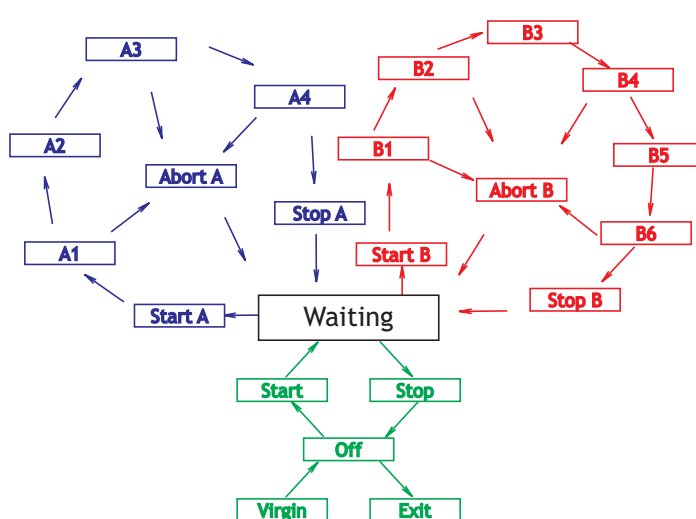 A3
B3
B2
B4
A4
A2
B1
B5
Abort A
Abort B
Stop A
B6
A1
Start B
Stop B
Start A
Waiting
Start
Stop
Off
Virgin
Exit